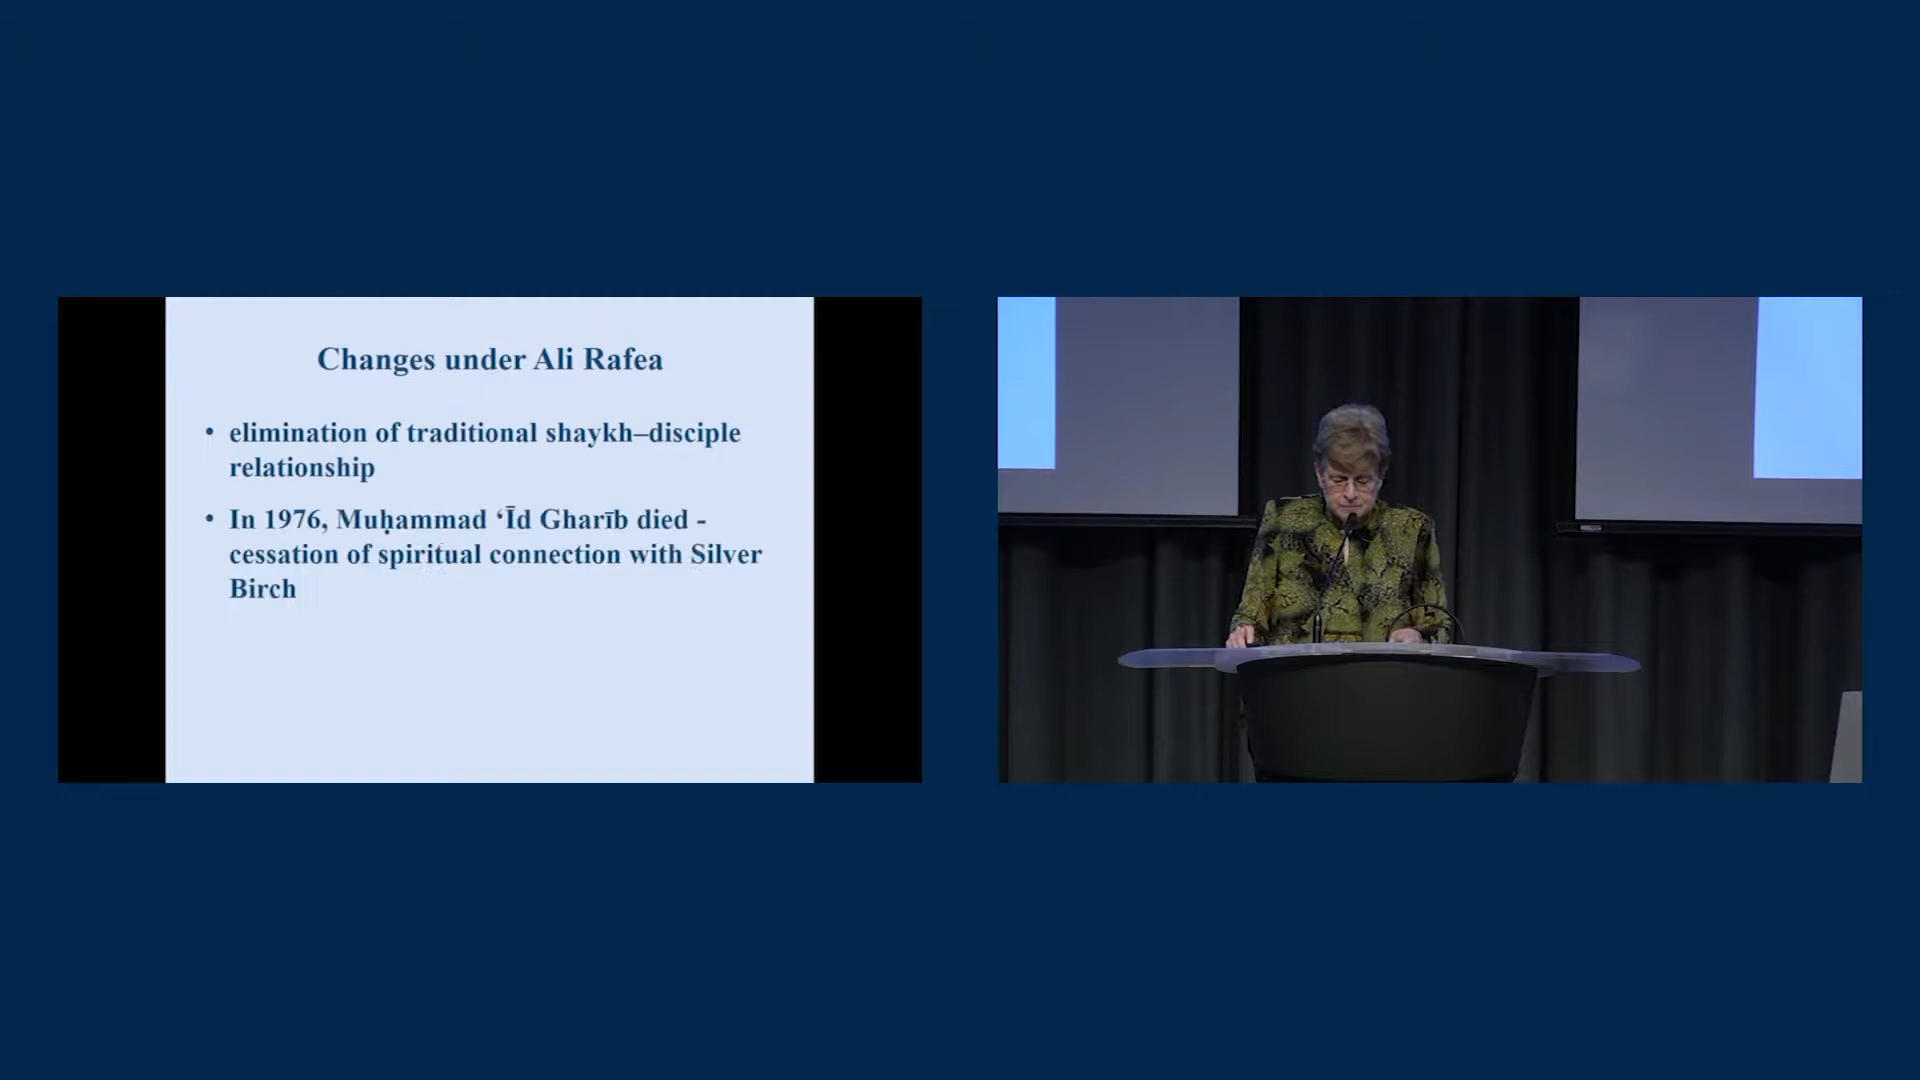 Changes under Ali Rafea
• elimination of traditional shaykh–disciple
relationship
• In 1976, Muḥammad ʻĪd Gharīb died -
cessation of spiritual connection with Silver
Birch